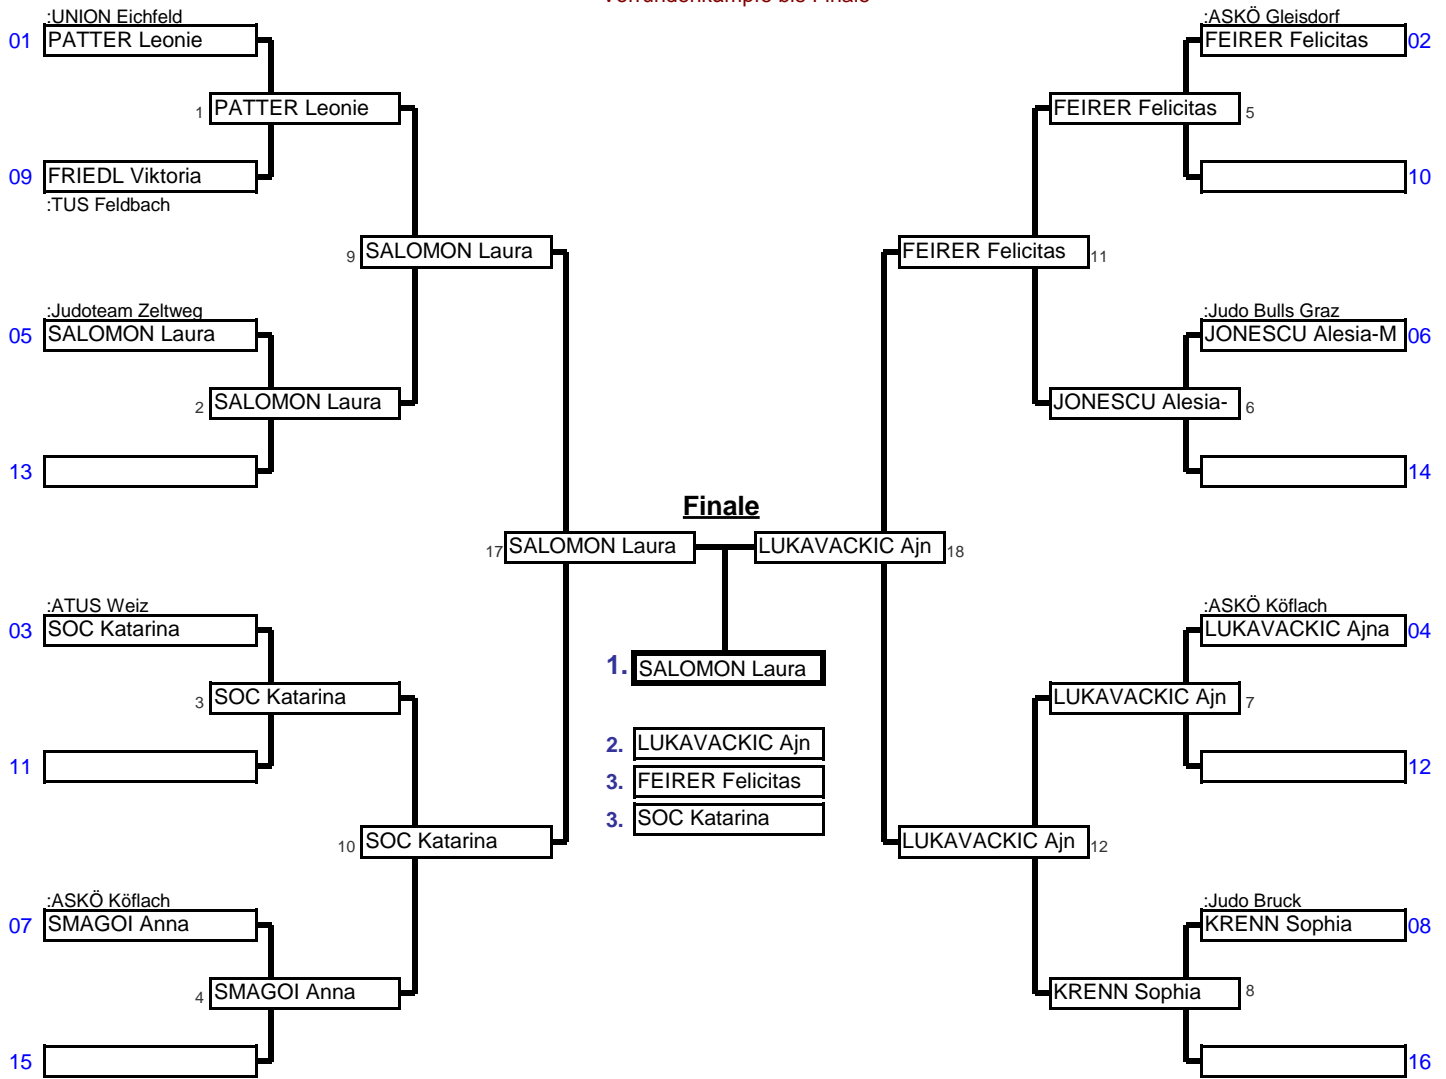 Vorrundenkämpfe bis Finale
:UNION Eichfeld
01 PATTER Leonie
1 PATTER Leonie
09 FRIEDL Viktoria
:TUS Feldbach
9 SALOMON Laura
:Judoteam Zeltweg
05 SALOMON Laura
2 SALOMON Laura
13
17 SALOMON Laura
:ATUS Weiz
03 SOC Katarina
3 SOC Katarina
11
10 SOC Katarina
:ASKÖ Köflach
07 SMAGOI Anna
4 SMAGOI Anna
15
Finale
1. SALOMON Laura
2. LUKAVACKIC Ajn
3. FEIRER Felicitas
3. SOC Katarina
:ASKÖ Gleisdorf
FEIRER Felicitas 02
FEIRER Felicitas 5
10
FEIRER Felicitas 11
:Judo Bulls Graz
JONESCU Alesia-M 06
JONESCU Alesia- 6
14
LUKAVACKIC Ajn 18
:ASKÖ Köflach
LUKAVACKIC Ajna 04
LUKAVACKIC Ajn 7
12
LUKAVACKIC Ajn 12
:Judo Bruck
KRENN Sophia 08
KRENN Sophia 8
16